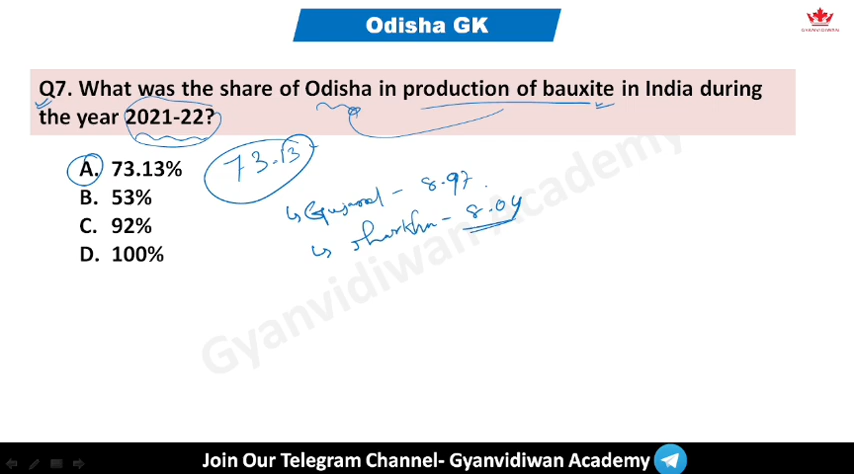 Odisha GK
GYANVIDIWAN
Q7. What was the share of Odisha in production of bauxite in India during
the year 2021-22?
A. 73.13%
B. 53%
C. 92%
D. 100%
73.13
Gujarat - 8.97
Jharkhan - 8.04
Gyanvidiwan Academy
Join Our Telegram Channel- Gyanvidiwan Academy